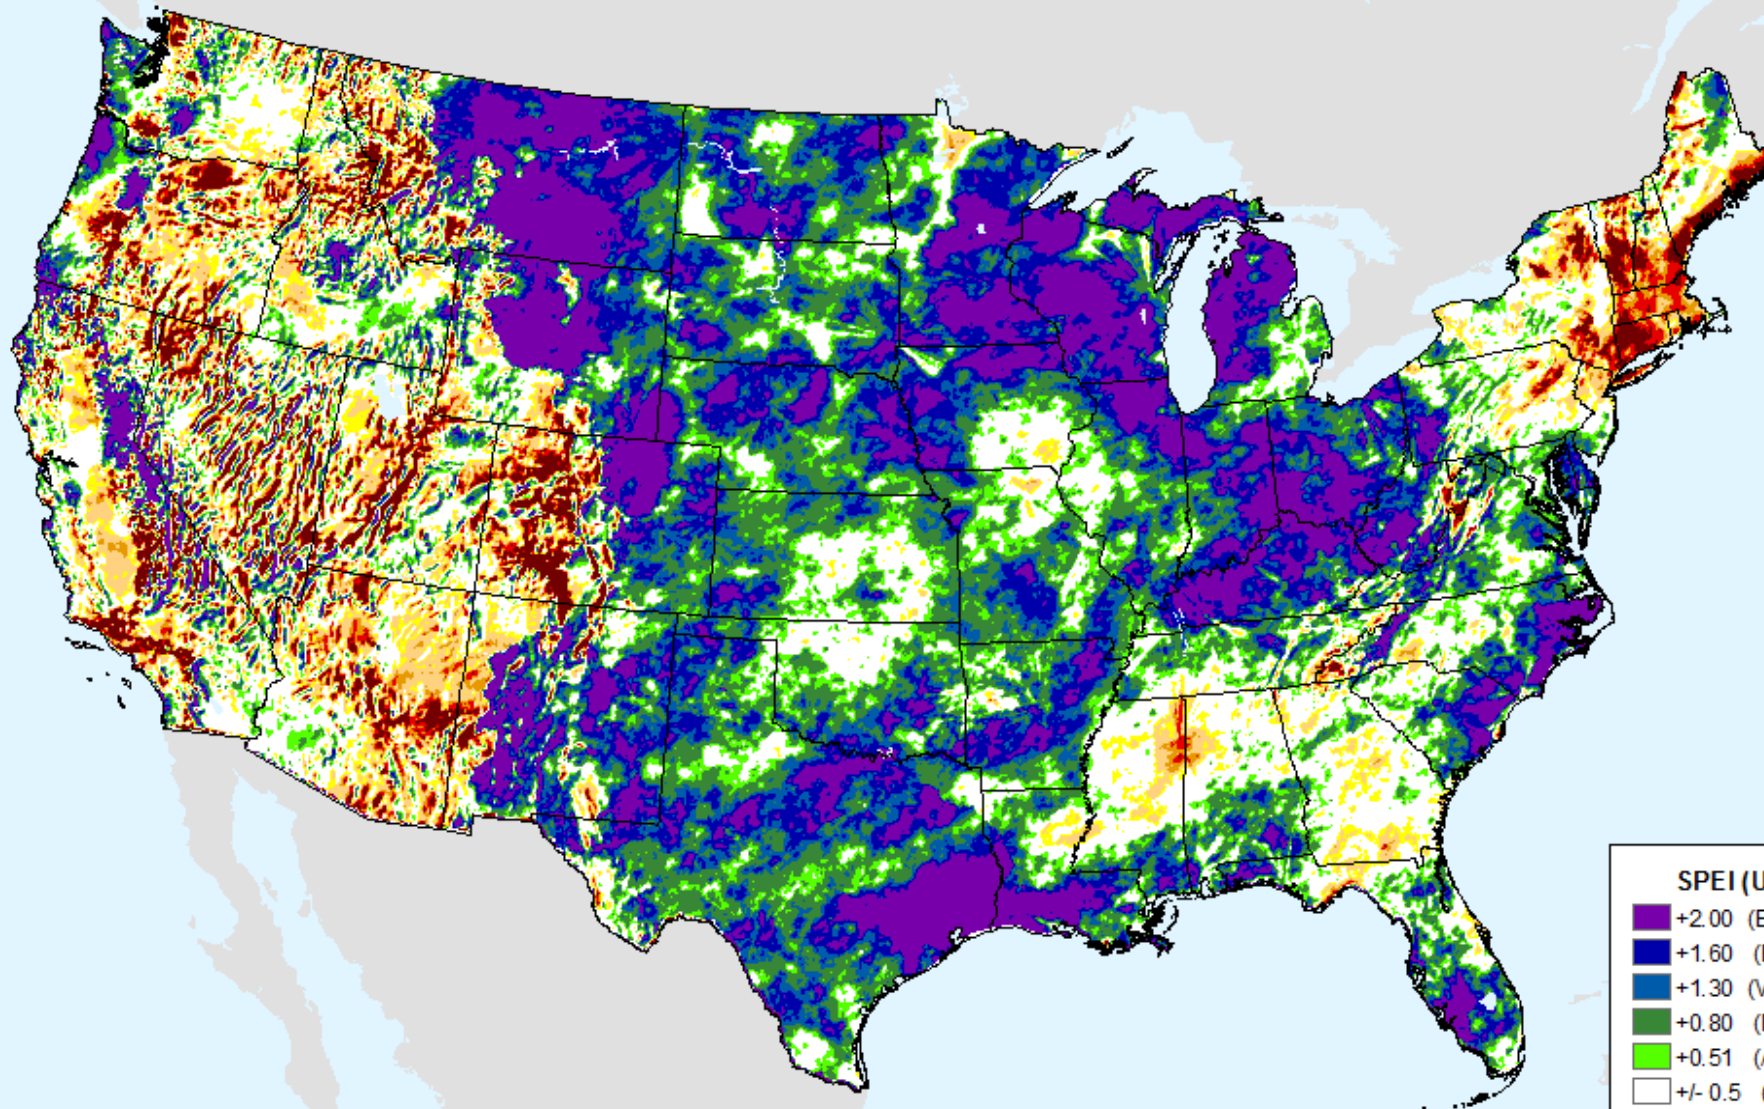 SPEI (U
+2.00 (E
+1.60 (
+1.30 (V
+0.80 (
+0.51 (
+/- 0.5 (